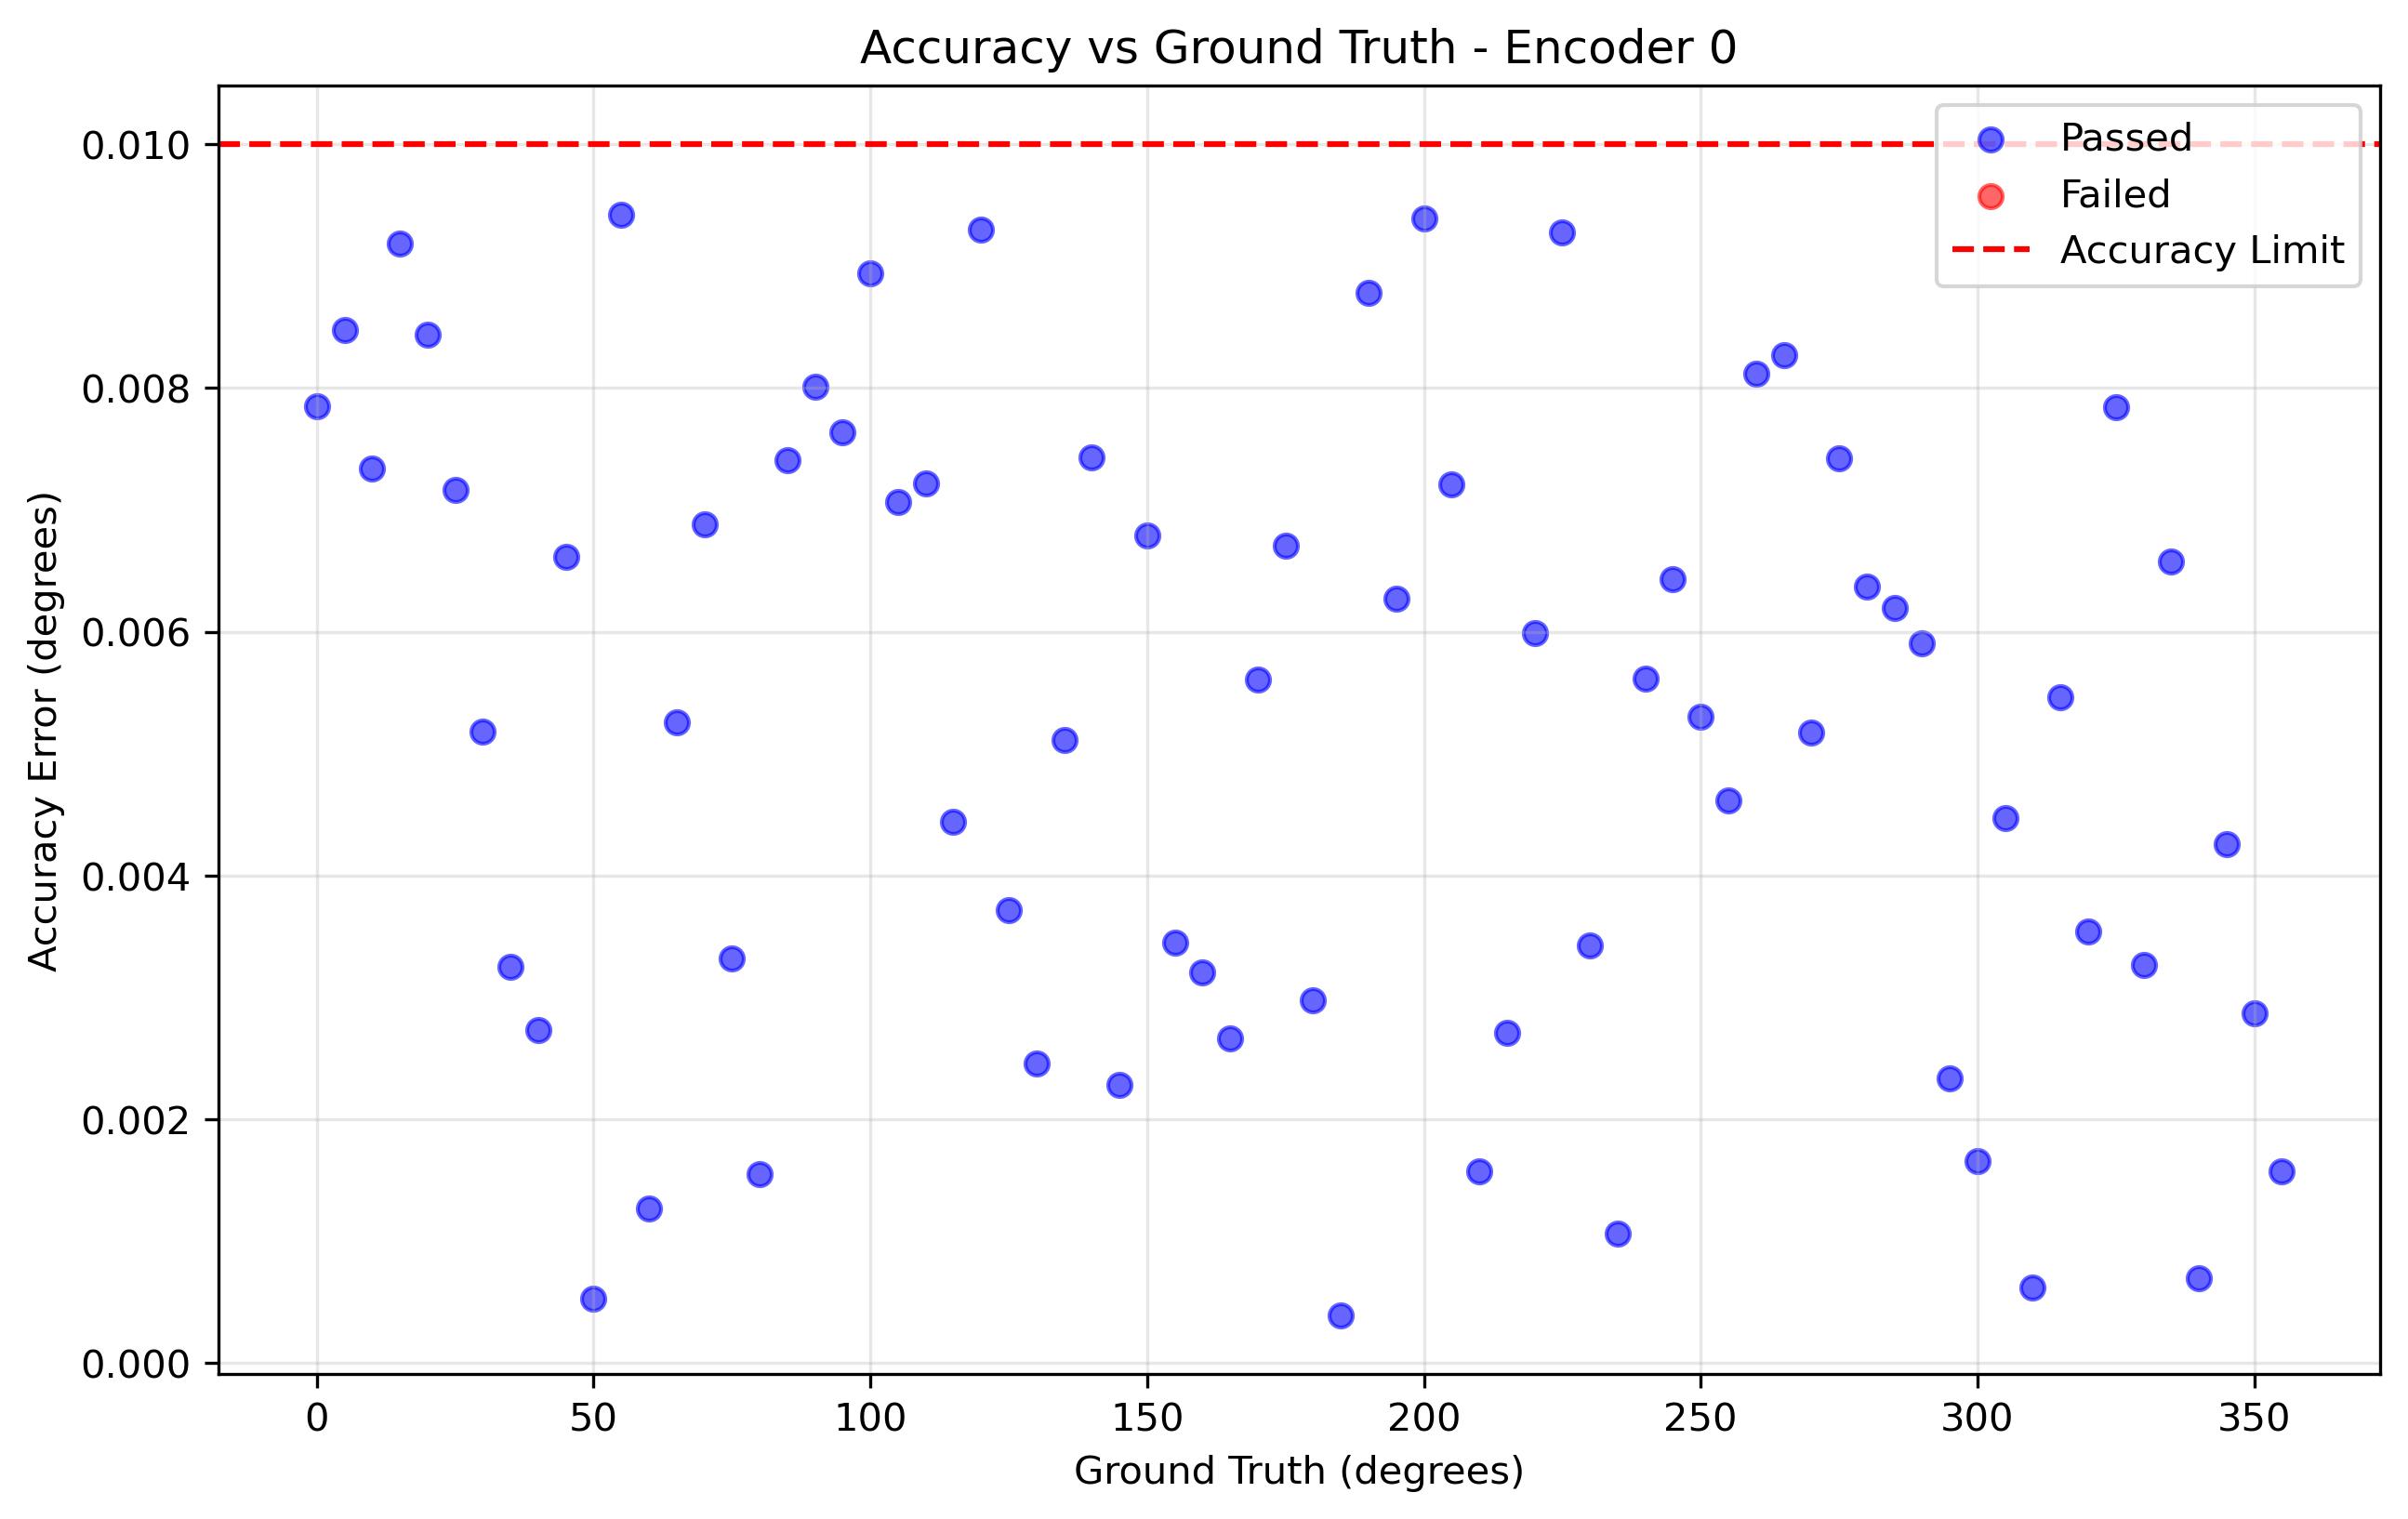 Accuracy vs Ground Truth - Encoder 0
Passed
Failed
Accuracy Limit
0.010
0.008
0.006
0.004
0.002
0.000
Accuracy Error (degrees)
0 50 100 150 200 250 300 350
Ground Truth (degrees)